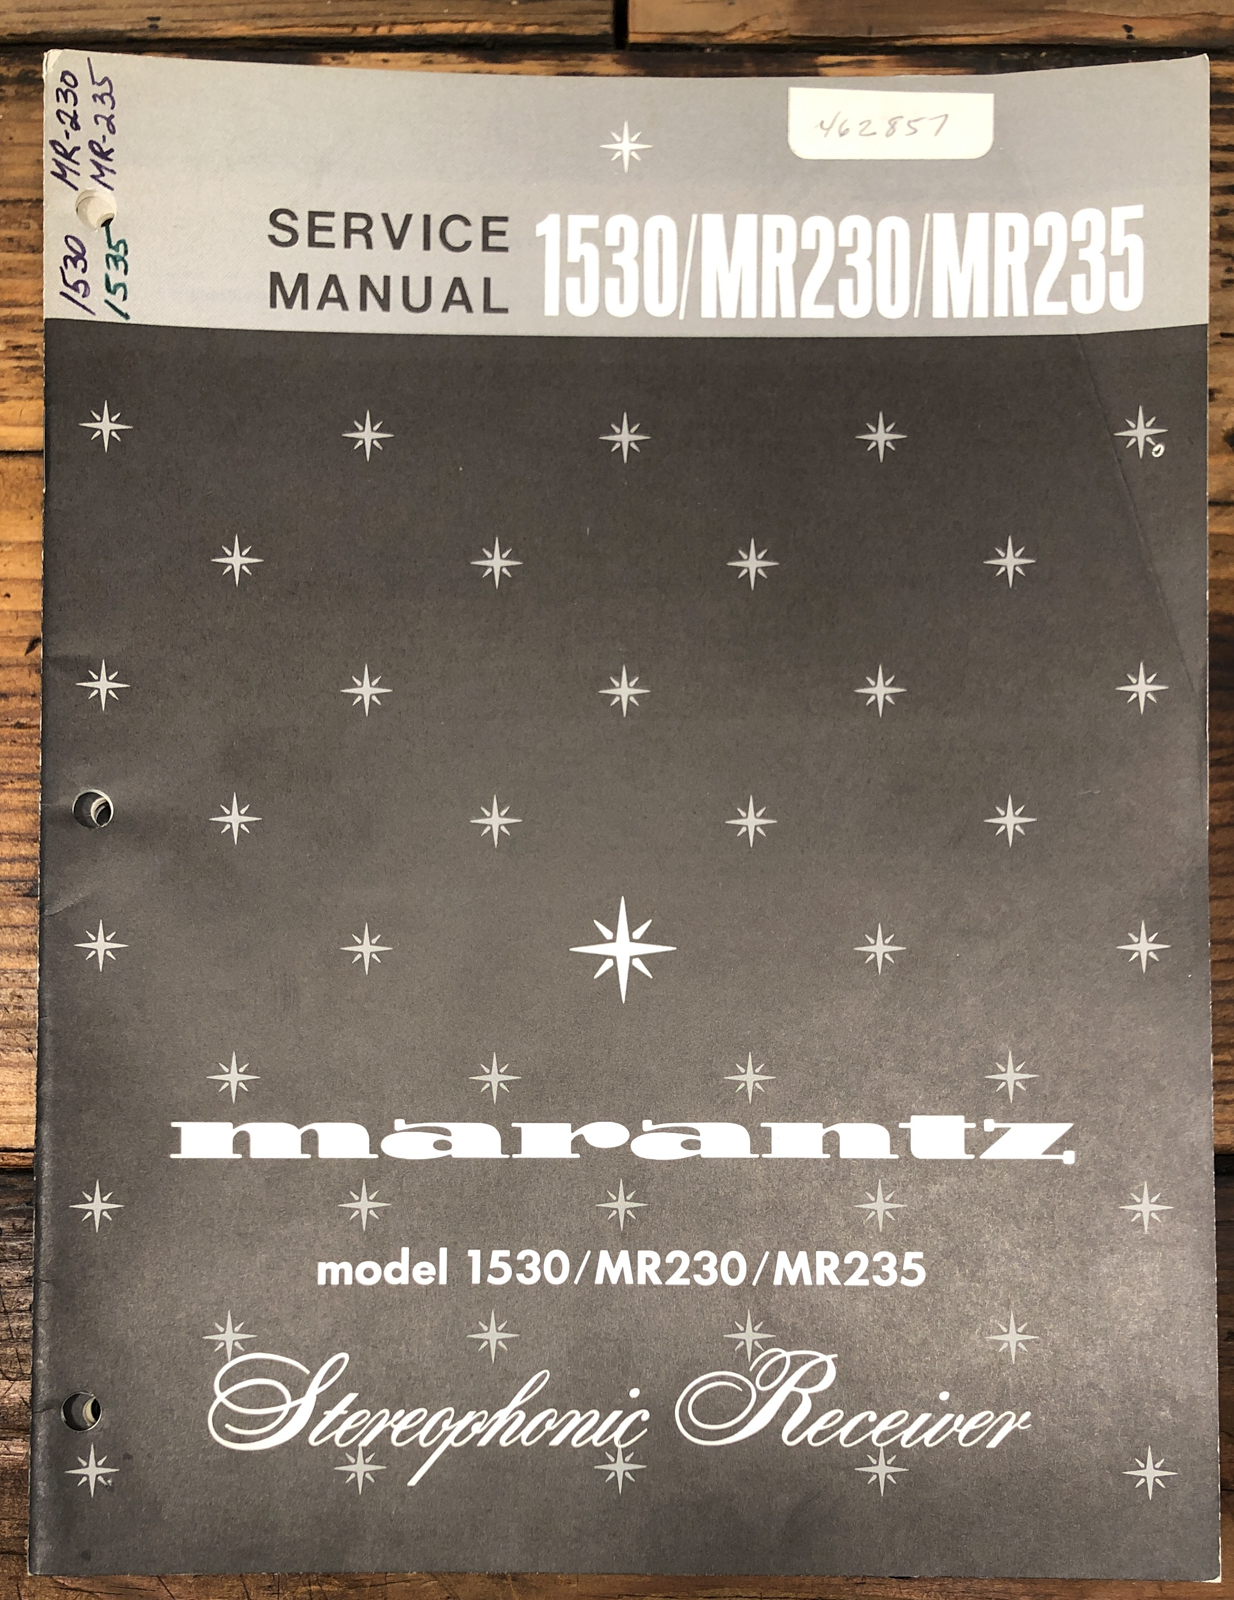 1530 MR-230
1535 MR-235
462857
SERVICE
MANUAL
1530/MR230/MR235
marantz
model 1530/MR230/MR235
Stereophonic Receiver